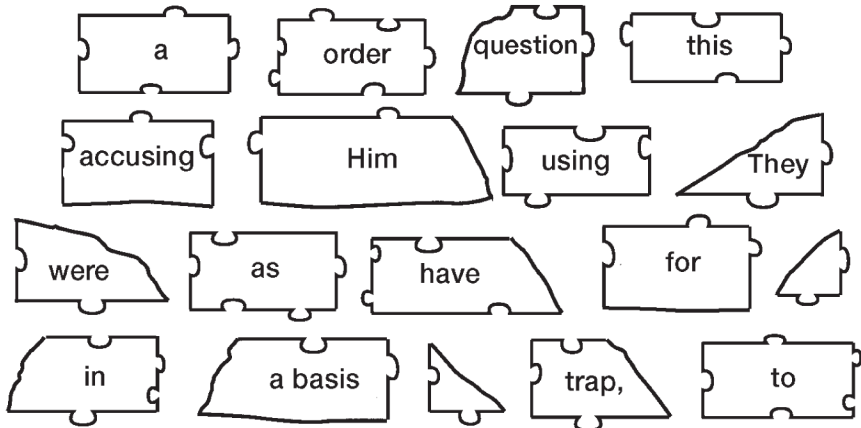 a order question this
accusing Him using They
were as have for
in a basis trap, to